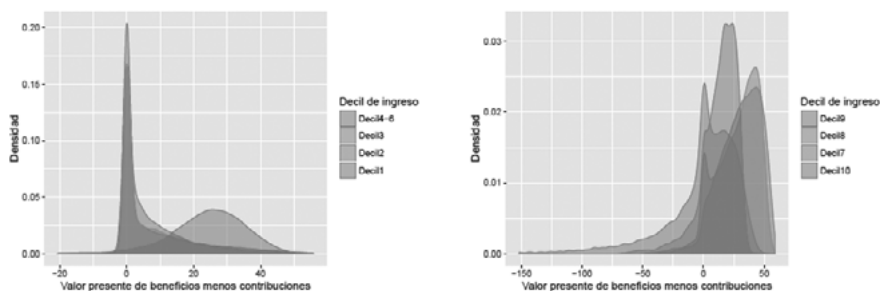 0.20
0.15
0.10
0.05
0.00
Densidad
-20
0
20
40
Valor presente de beneficios menos contribuciones
Decil de ingreso
Decil4-6
Decil3
Decil2
Decil1
0.03
0.02
0.01
0.00
Densidad
-150
-100
-50
0
50
Valor presente de beneficios menos contribuciones
Decil de ingreso
Decil9
Decil8
Decil7
Decil10